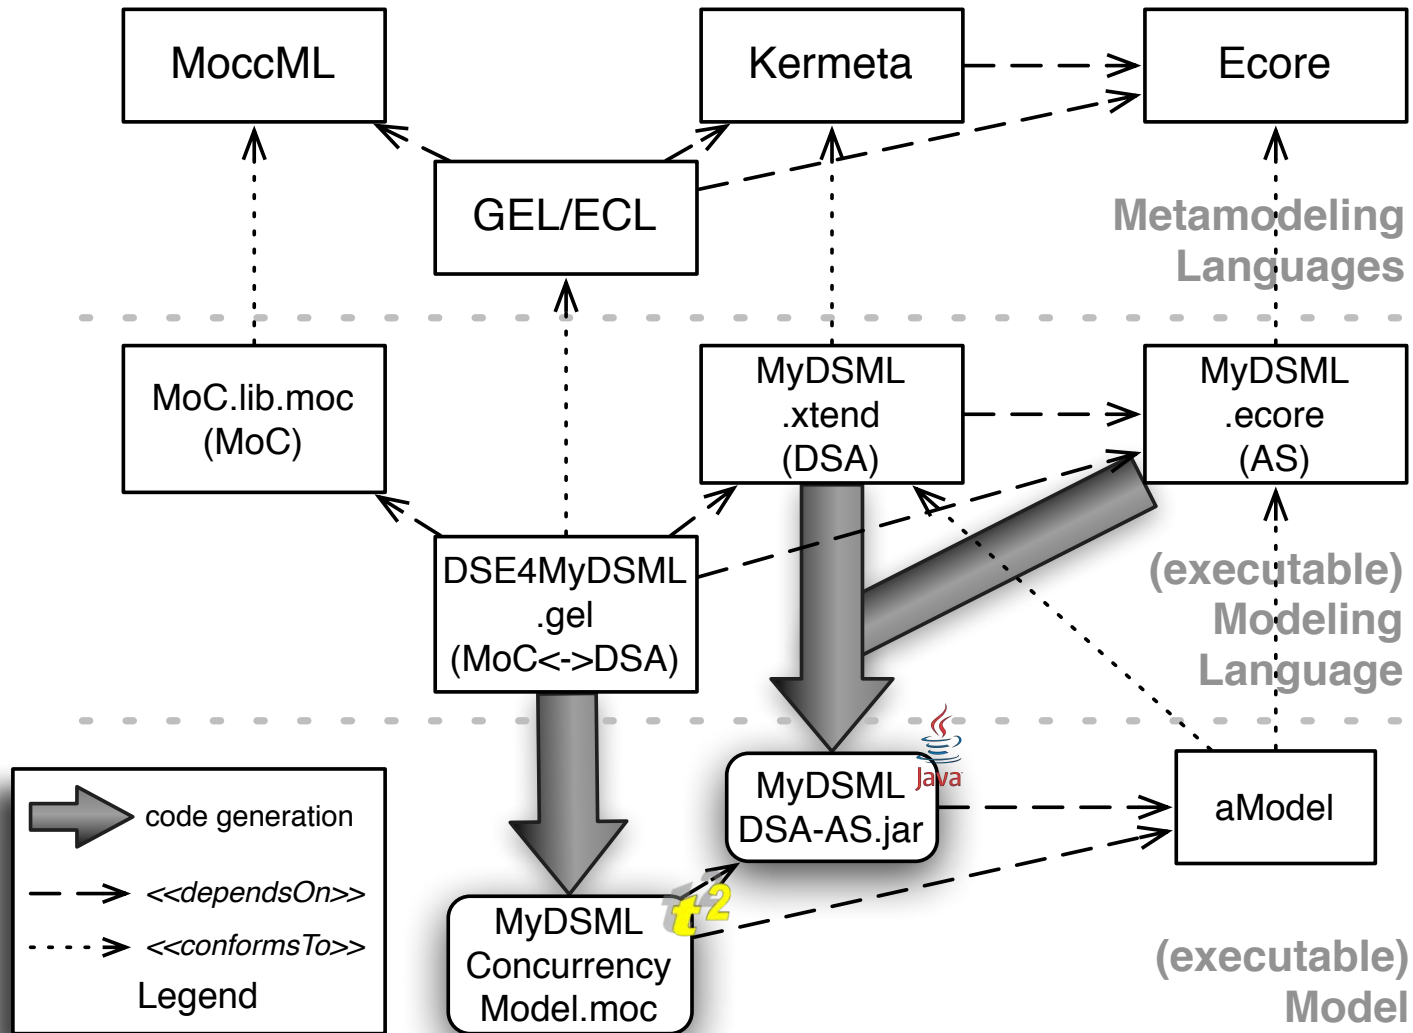 MoccML
Kermeta
Ecore
GEL/ECL
Metamodeling
Languages
MoC.lib.moc
(MoC)
MyDSML
.xtend
(DSA)
MyDSML
.ecore
(AS)
DSE4MyDSML
.gel
(MoC<->DSA)
(executable)
Modeling
Language
Java
MyDSML
DSA-AS.jar
aModel
t2
MyDSML
Concurrency
Model.moc
(executable)
Model
code generation
<<dependsOn>>
<<conformsTo>>
Legend